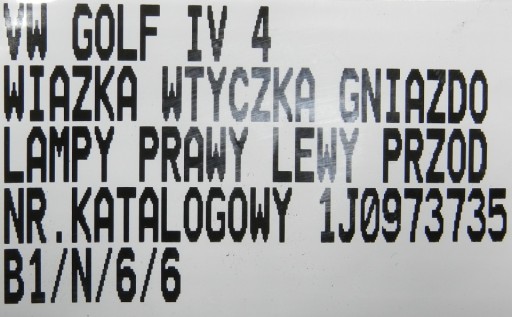 VW GOLF IV 4
WIAZKA WTYCZKA GNIAZDO
LAMPY PRAWY LEWY PRZOD
NR.KATALOGOWY 1J0973735
B1/N/6/6